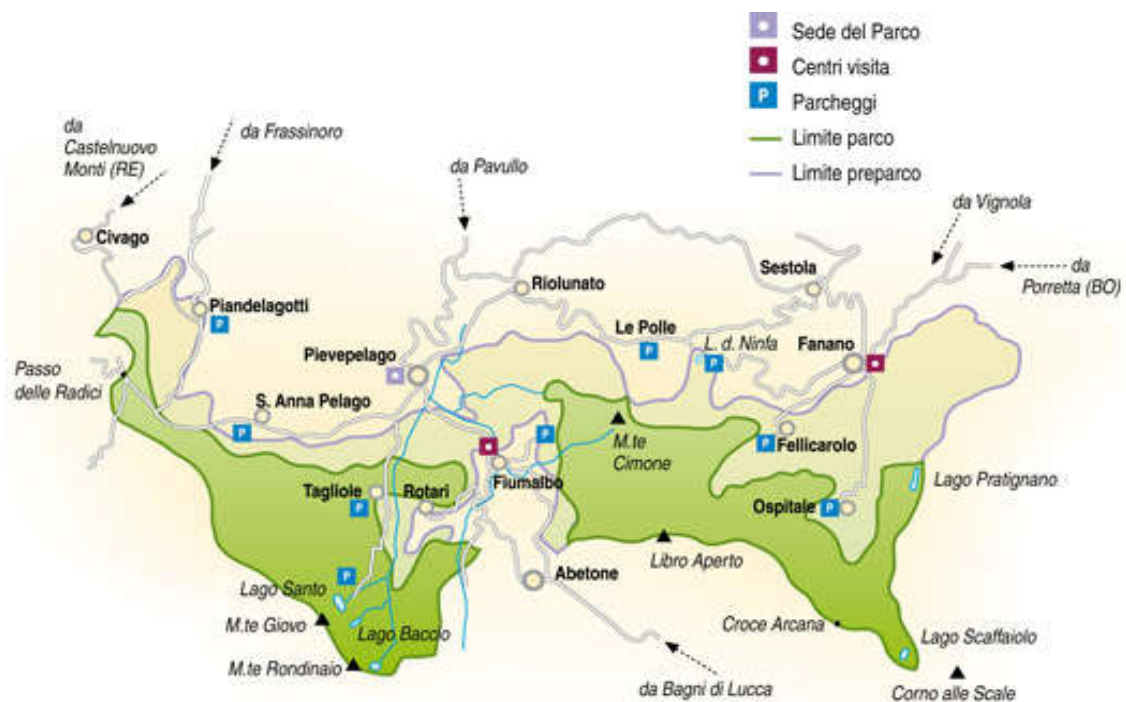 Sede del Parco
Centri visita
P Parcheggi
Limite parco
Limite preparco
da
Castelnuovo
Monti (RE)
da Frassinoro
da Pavullo
da Vignola
da
Porretta (BO)
Civago
Piandelagotti
P
Riolunato
Sestola
Le Polle
P
L. d. Ninfa
P
Fanano
Pievepelago
Passo
delle Radici
S. Anna Pelago
P
P
M.te
Cimone
P
Fellicarolo
Fiumalbo
Tagliole
P
Rotari
Ospitale
P
Lago Pratignano
Libro Aperto
Abetone
P
Lago Santo
M.te Giovo
Lago Baccio
M.te Rondinaio
Croce Arcana
Lago Scaffaiolo
da Bagni di Lucca
Corno alle Scale